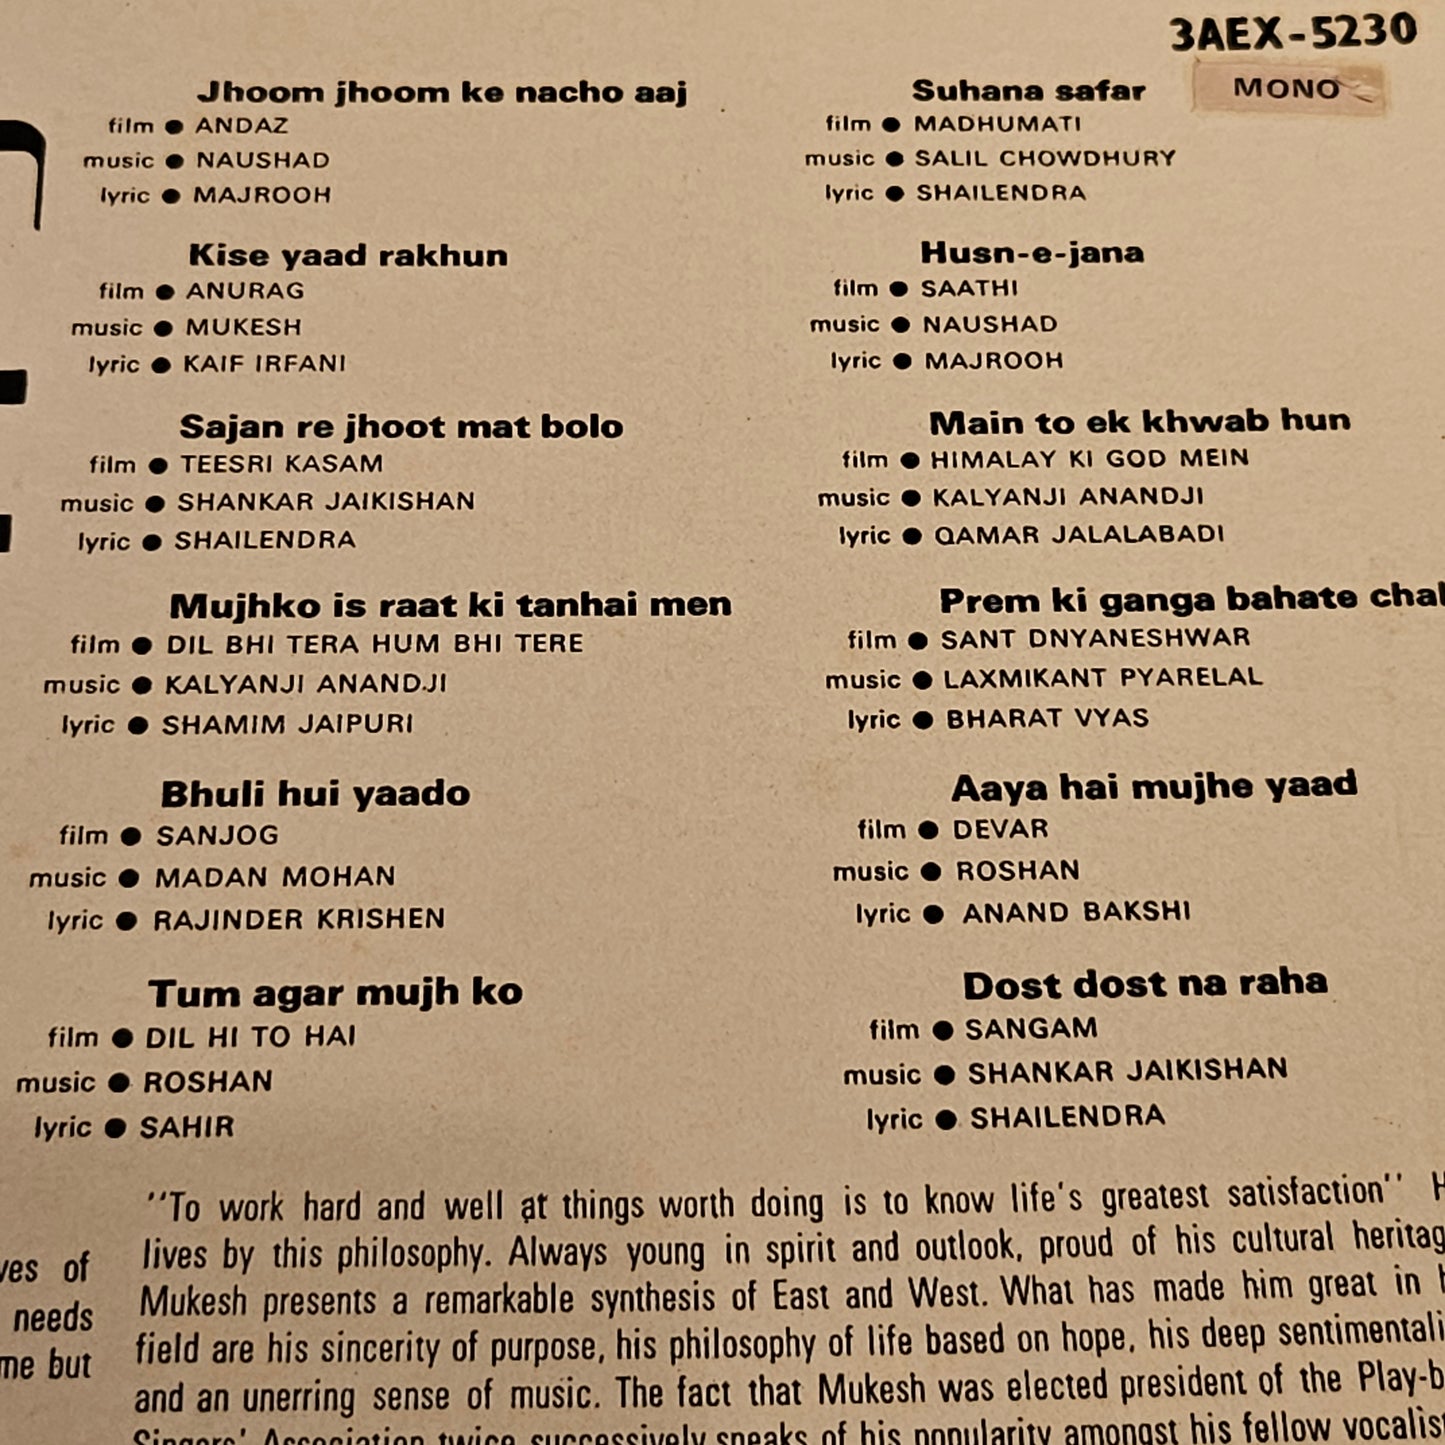 3AEX-5230
MONO
Jhoom jhoom ke nacho aaj
film ● ANDAZ
music ● NAUSHAD
lyric ● MAJROOH
Kise yaad rakhun
film ● ANURAG
music ● MUKESH
lyric ● KAIF IRFANI
Sajan re jhoot mat bolo
film ● TEESRI KASAM
music ● SHANKAR JAIKISHAN
lyric ● SHAILENDRA
Mujhko is raat ki tanhai men
film ● DIL BHI TERA HUM BHI TERE
music ● KALYANJI ANANDJI
lyric ● SHAMIM JAIPURI
Bhuli hui yaado
film ● SANJOG
music ● MADAN MOHAN
lyric ● RAJINDER KRISHEN
Tum agar mujh ko
film ● DIL HI TO HAI
music ● ROSHAN
lyric ● SAHIR
Suhana safar
film ● MADHUMATI
music ● SALIL CHOWDHURY
lyric ● SHAILENDRA
Husn-e-jana
film ● SAATHI
music ● NAUSHAD
lyric ● MAJROOH
Main to ek khwab hun
film ● HIMALAY KI GOD MEIN
music ● KALYANJI ANANDJI
lyric ● QAMAR JALALABADI
Prem ki ganga bahate
film ● SANT DNYANESHWAR
music ● LAXMIKANT PYARELAL
lyric ● BHARAT VYAS
Aaya hai mujhe yaad
film ● DEVAR
music ● ROSHAN
lyric ● ANAND BAKSHI
Dost dost na raha
film ● SANGAM
music ● SHANKAR JAIKISHAN
lyric ● SHAILENDRA
of
needs
but
''To work hard and well at things worth doing is to know life's greatest satisfaction''
lives by this philosophy. Always young in spirit and outlook, proud of his cultural
Mukesh presents a remarkable synthesis of East and West. What has made him great in
field are his sincerity of purpose, his philosophy of life based on hope, his deep
and an unerring sense of music. The fact that Mukesh was elected president of the
Singers' Association twice successively speaks of his popularity amongst his fellow